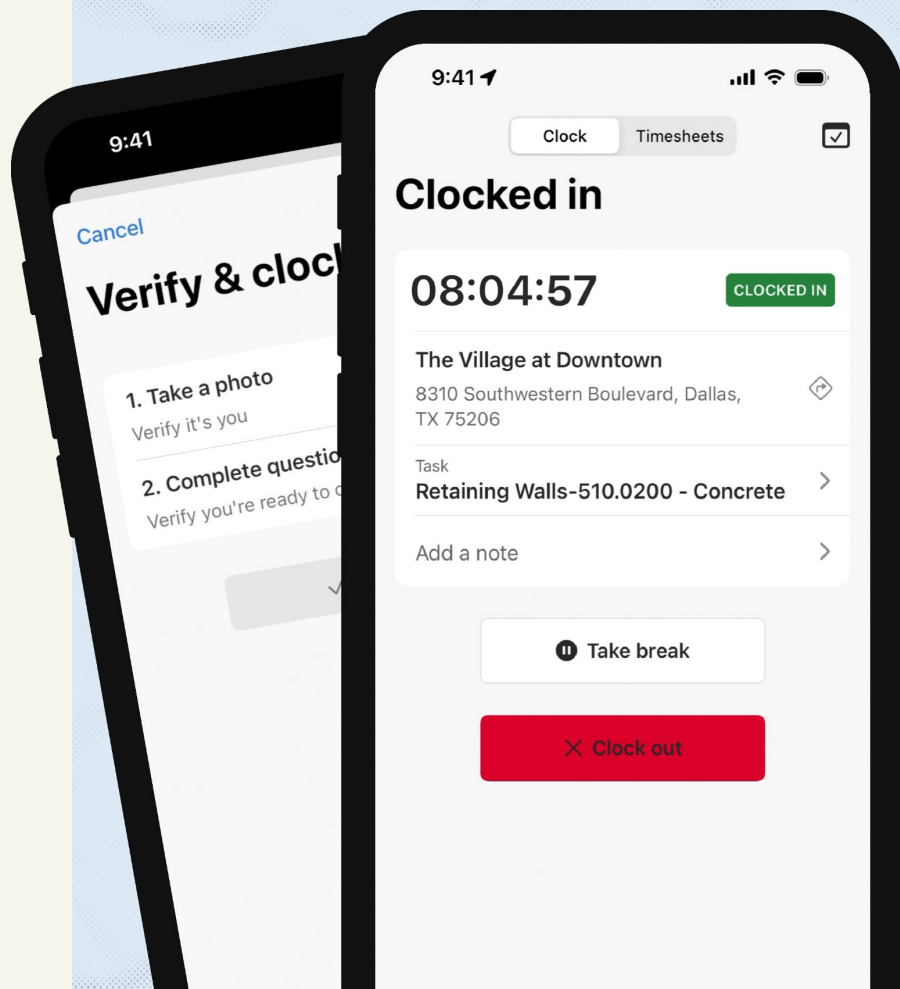 9:41
Cancel
Verify &
1. Take a photo
Verify it's you
2. Complete
Verify you're ready to
9:41
Clock
Timesheets
Clocked in
08:04:57
CLOCKED IN
The Village at Downtown
8310 Southwestern Boulevard, Dallas,
TX 75206
Task
Retaining Walls-510.0200 - Concrete
Add a note
Take break
Clock out